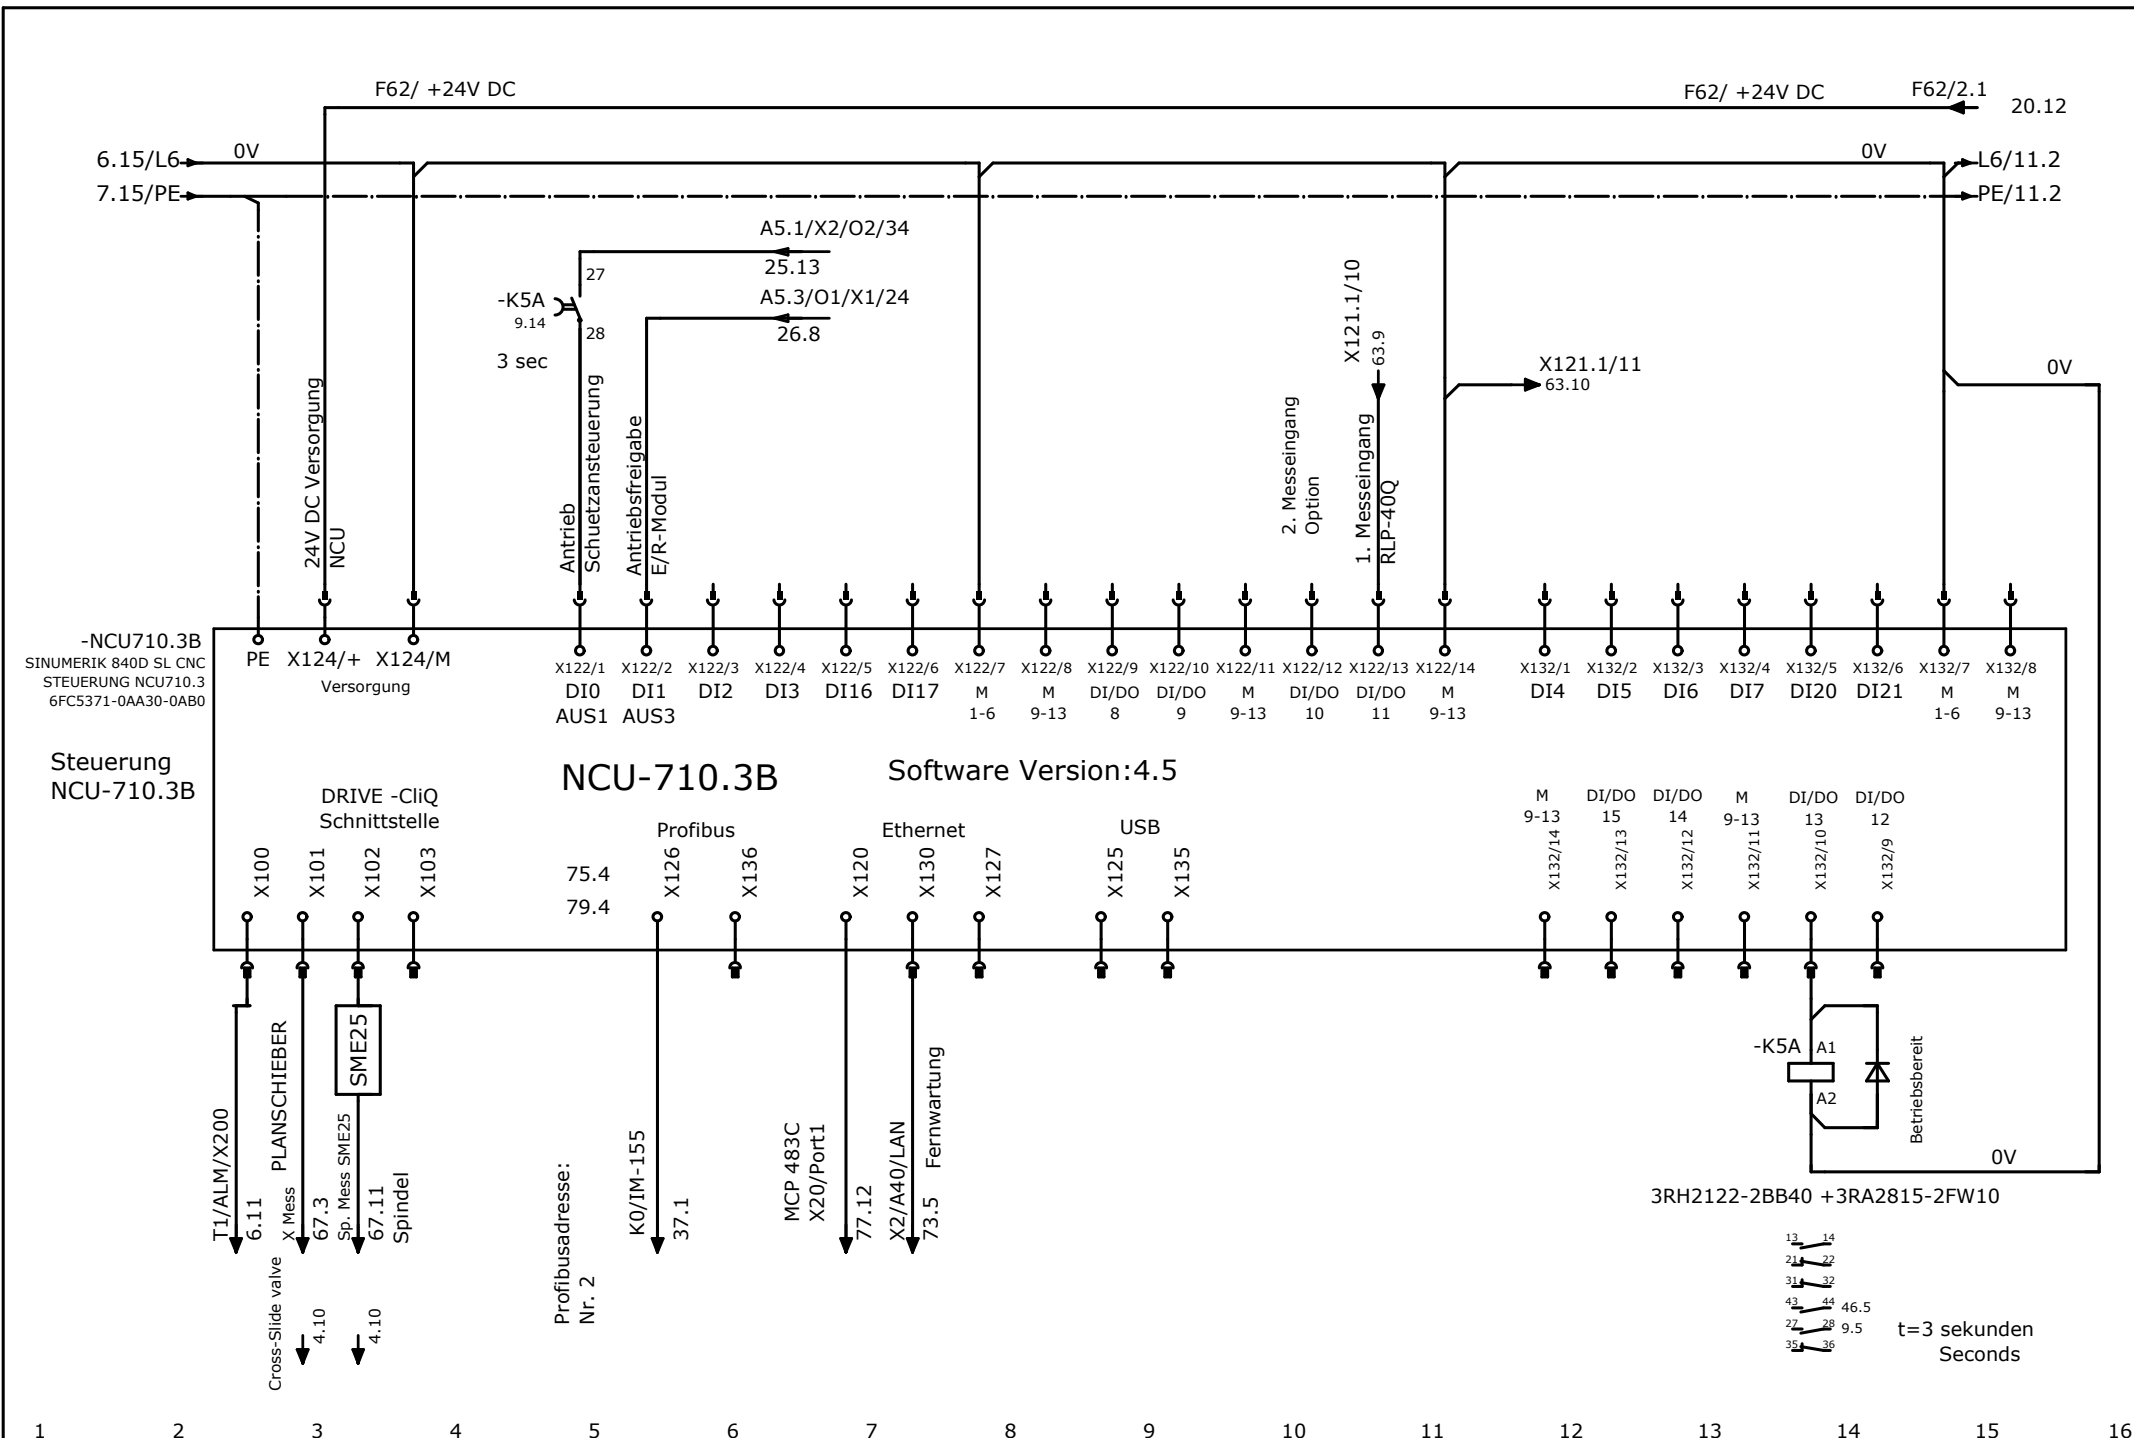 F62/ +24V DC
F62/ +24V DC
F62/2.1
20.12
6.15/L6
0V
0V
L6/11.2
7.15/PE
PE/11.2
A5.1/X2/O2/34
25.13
27
-K5A
9.14
28
3 sec
A5.3/O1/X1/24
26.8
X121.1/10
63.9
X121.1/11
63.10
0V
24V DC Versorgung
NCU
Antrieb
Schuetzansteuerung
Antriebsfreigabe
E/R-Modul
2. Messeingang
Option
1. Messeingang
RLP-40Q
-NCU710.3B
SINUMERIK 840D SL CNC
STEUERUNG NCU710.3
6FC5371-0AA30-0AB0
PE X124/+ X124/M
Versorgung
X122/1 X122/2 X122/3 X122/4 X122/5 X122/6 X122/7 X122/8 X122/9 X122/10 X122/11 X122/12 X122/13 X122/14 X132/1 X132/2 X132/3 X132/4 X132/5 X132/6 X132/7 X132/8
DI0 DI1 DI2 DI3 DI16 DI17 M M DI/DO DI/DO M DI/DO DI/DO M DI4 DI5 DI6 DI7 DI20 DI21 M M
AUS1 AUS3 1-6 9-13 8 9 9-13 10 11 9-13 1-6 9-13
Steuerung
NCU-710.3B
NCU-710.3B
Software Version:4.5
DRIVE -CliQ
Schnittstelle
Profibus
Ethernet
USB
M DI/DO DI/DO M DI/DO DI/DO
9-13 15 14 9-13 13 12
X132/14 X132/13 X132/12 X132/11 X132/10 X132/9
X100 X101 X102 X103
75.4
79.4
X126 X136 X120 X130 X127 X125 X135
T1/ALM/X200
6.11
PLANSCHIEBER
X Mess
67.3
SME25
Sp. Mess SME25
67.11
Spindel
Cross-Slide valve
4.10
4.10
Profibusadresse:
Nr. 2
K0/IM-155
37.1
MCP 483C
X20/Port1
77.12
X2/A40/LAN
73.5
Fernwartung
-K5A
A1
A2
Betriebsbereit
0V
3RH2122-2BB40 +3RA2815-2FW10
13 14
21 22
31 32
43 44 46.5
27 28 9.5
35 36
t=3 sekunden
Seconds
1 2 3 4 5 6 7 8 9 10 11 12 13 14 15 16